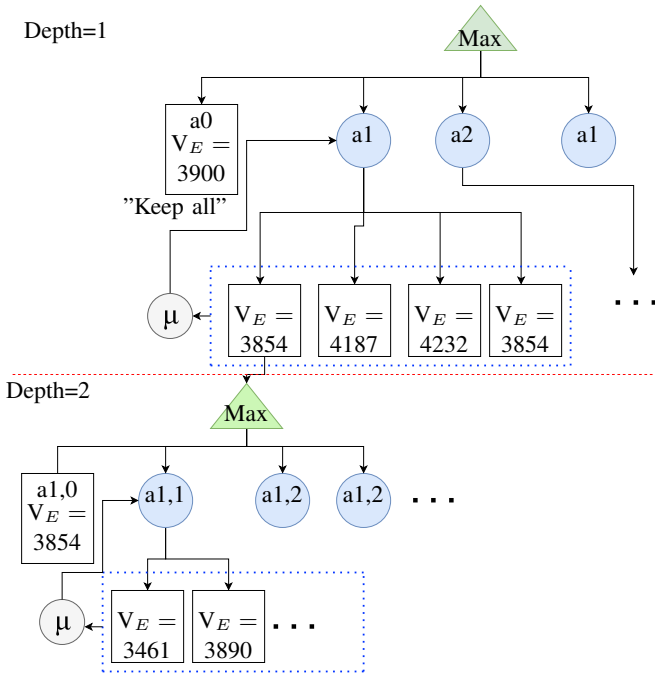 Depth=1
Max
a0
V_E =
3900
a1
a2
a1
"Keep all"
μ
V_E =
3854
V_E =
4187
V_E =
4232
V_E =
3854
...
Depth=2
Max
a1,0
V_E =
3854
a1,1
a1,2
a1,2
...
μ
V_E =
3461
V_E =
3890
...